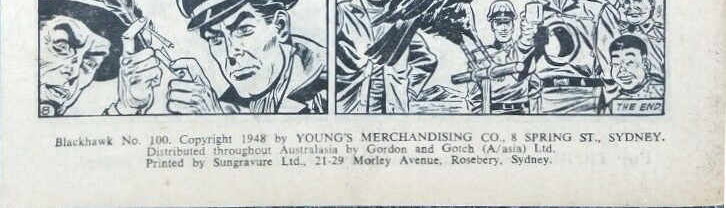 8
THE END
Blackhawk No. 100. Copyright 1948 by YOUNG'S MERCHANDISING CO., 8 SPRING ST., SYDNEY.
Distributed throughout Australasia by Gordon and Gotch (A/asia) Ltd.
Printed by Sungravure Ltd., 21-29 Morley Avenue, Rosebery, Sydney.